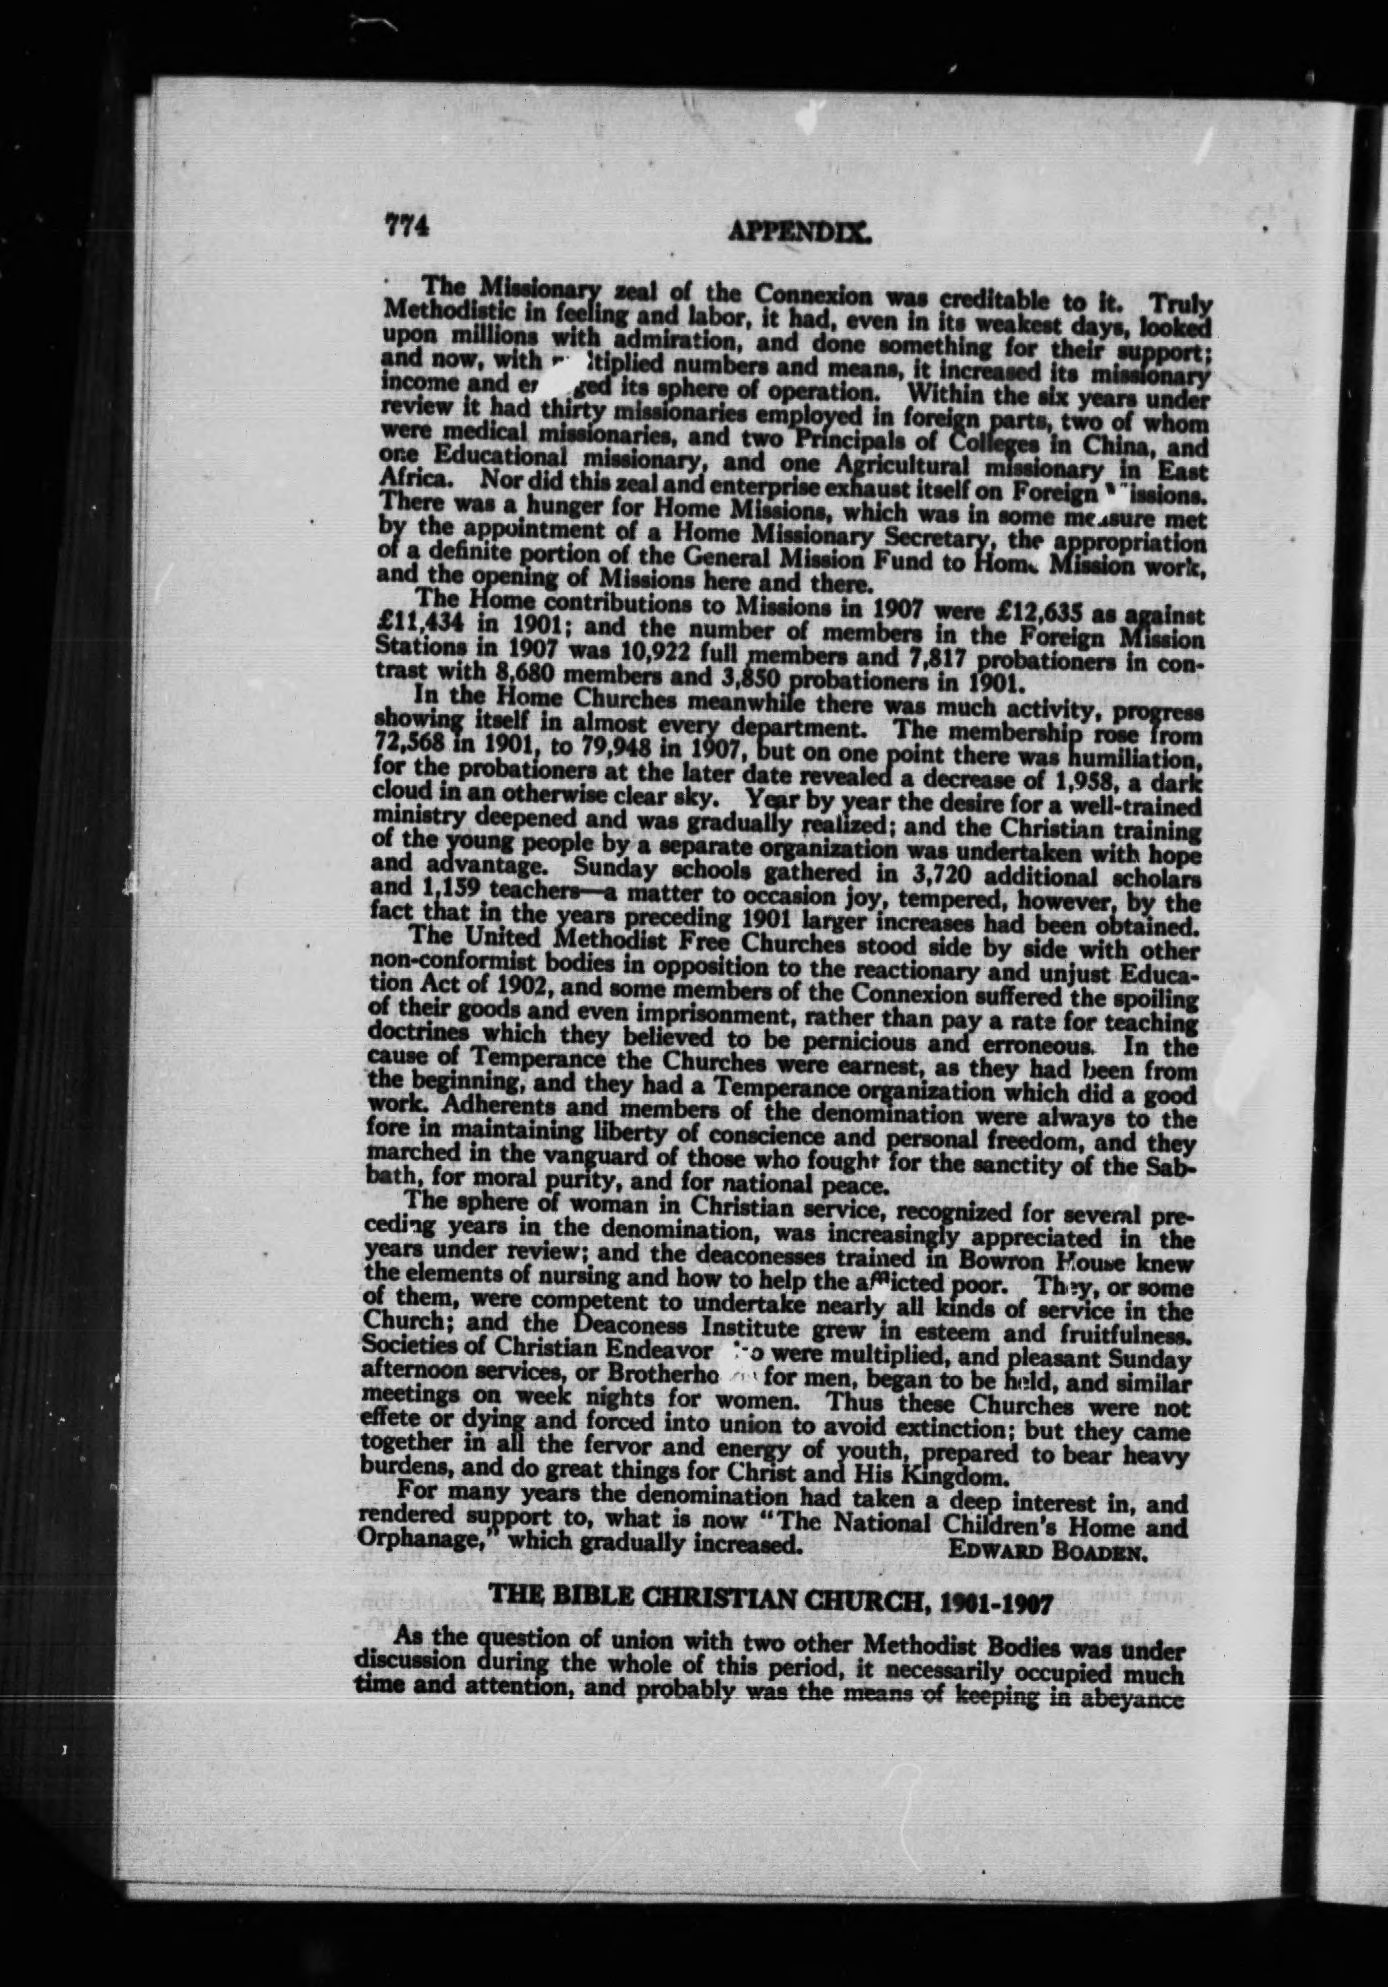 774 APPENDIX.
The Missionary zeal of the Connexion was creditable to it. Truly
Methodistic in feeling and labor, it had, even in its weakest days, looked
upon millions with admiration, and done something for their support;
and now, with numbers and means, it increased its missionary
income and its sphere of operation. Within the six years under
review it had thirty missionaries employed in foreign parts, two of whom
were medical missionaries, and two Principals of Colleges in China, and
one Educational missionary, and one Agricultural missionary in East
Africa. Nor did this zeal and enterprise exhaust itself on Foreign
There was a hunger for Home Missions, which was in some measure met
by the appointment of a Home Missionary Secretary, the appropriation
of a definite portion of the General Mission Fund to Home Mission work,
and the opening of Missions here and there.
The Home contributions to Missions in 1907 were £12,635 as against
£11,434 in 1901; and the number of members in the Foreign Mission
Stations in 1907 was 10,922 full members and 7,817 probationers in con-
trast with 8,680 members and 3,850 probationers in 1901.
In the Home Churches meanwhile there was much activity, progress
showing itself in almost every department. The membership rose from
72,568 in 1901, to 79,948 in 1907, but on one point there was humiliation,
for the probationers at the later date revealed a decrease of 1,958, a dark
cloud in an otherwise clear sky. Year by year the desire for a well-trained
ministry deepened and was gradually realized; and the Christian training
of the young people by a separate organization was undertaken with hope
and advantage. Sunday schools gathered in 3,720 additional scholars
and 1,159 teachers—a matter to occasion joy, tempered, however, by the
fact that in the years preceding 1901 larger increases had been obtained.
The United Methodist Free Churches stood side by side with other
non-conformist bodies in opposition to the reactionary and unjust Educa-
tion Act of 1902, and some members of the Connexion suffered the spoiling
of their goods and even imprisonment, rather than pay a rate for teaching
doctrines which they believed to be pernicious and erroneous. In the
cause of Temperance the Churches were earnest, as they had been from
the beginning, and they had a Temperance organization which did a good
work. Adherents and members of the denomination were always to the
fore in maintaining liberty of conscience and personal freedom, and they
marched in the vanguard of those who fought for the sanctity of the Sab-
bath, for moral purity, and for national peace.
The sphere of woman in Christian service, recognized for several pre-
ceding years in the denomination, was increasingly appreciated in the
years under review; and the deaconesses trained in Bowron House knew
the elements of nursing and how to help the afflicted poor. They, or some
of them, were competent to undertake nearly all kinds of service in the
Church; and the Deaconess Institute grew in esteem and fruitfulness.
Societies of Christian Endeavor were multiplied, and pleasant Sunday
afternoon services, or for men, began to be held, and similar
meetings on week nights for women. Thus these Churches were not
effete or dying and forced into union to avoid extinction; but they came
together in all the fervor and energy of youth, prepared to bear heavy
burdens, and do great things for Christ and His Kingdom.
For many years the denomination had taken a deep interest in, and
rendered support to, what is now "The National Children's Home and
Orphanage," which gradually increased. EDWARD BOADEN.
THE BIBLE CHRISTIAN CHURCH, 1901-1907
As the question of union with two other Methodist Bodies was under
discussion during the whole of this period, it necessarily occupied much
time and attention, and probably was the means of keeping in abeyance